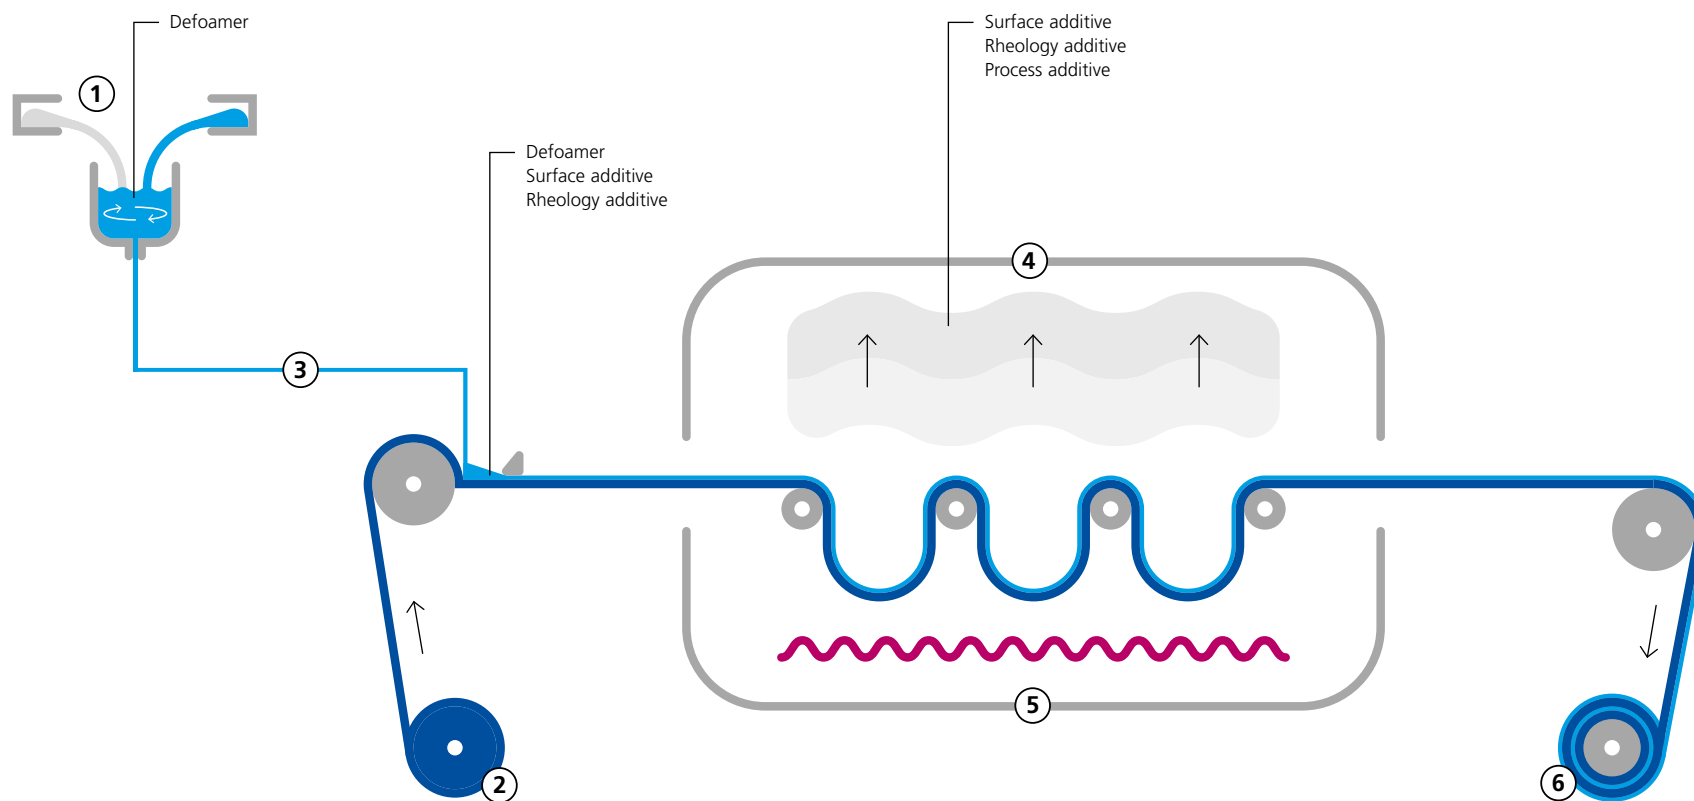 Defoamer
Surface additive
Rheology additive
Process additive
1
Defoamer
Surface additive
Rheology additive
4
3
5
2
6